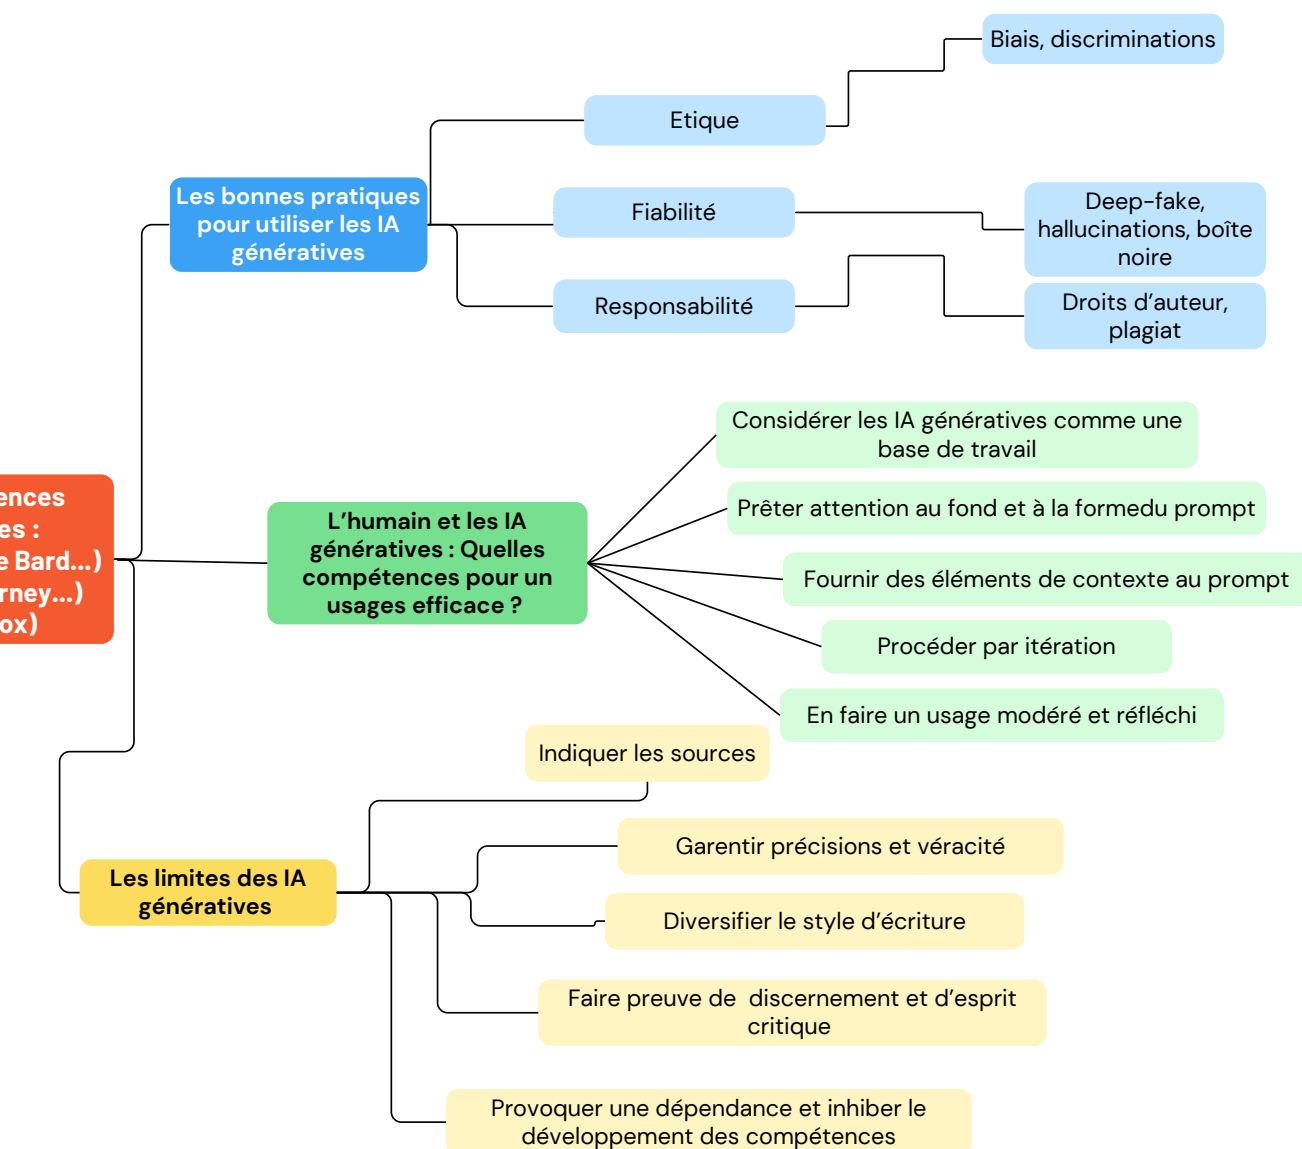 Biais, discriminations
Etique
Les bonnes pratiques
pour utiliser les IA
génératives
Fiabilité
Deep-fake,
hallucinations, boîte
noire
Responsabilité
Droits d'auteur,
plagiat
ences
es :
e Bard...)
rney...)
ox)
L'humain et les IA
génératives : Quelles
compétences pour un
usages efficace ?
Considérer les IA génératives comme une
base de travail
Prêter attention au fond et à la formedu prompt
Fournir des éléments de contexte au prompt
Procéder par itération
En faire un usage modéré et réfléchi
Les limites des IA
génératives
Indiquer les sources
Garentir précisions et véracité
Diversifier le style d'écriture
Faire preuve de  discernement et d'esprit
critique
Provoquer une dépendance et inhiber le
développement des compétences